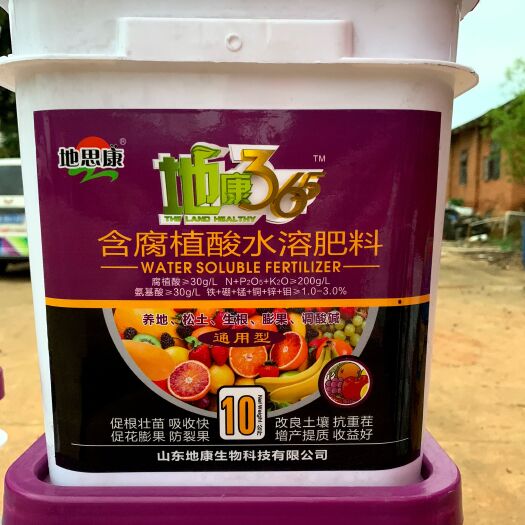 地思康®
地康365™
THE LAND HEALTHY
含腐植酸水溶肥料
WATER SOLUBLE FERTILIZER
腐植酸≥30g/L N+P₂O₅+K₂O≥200g/L
氨基酸≥30g/L 铁+硼+锰+铜+锌+钼≥1.0-3.0%
养地、松土、生根、膨果、调酸碱
通用型
10
Net Weight
促根壮苗 吸收快 改良土壤 抗重茬
促花膨果 防裂果 增产提质 收益好
山东地康生物科技有限公司